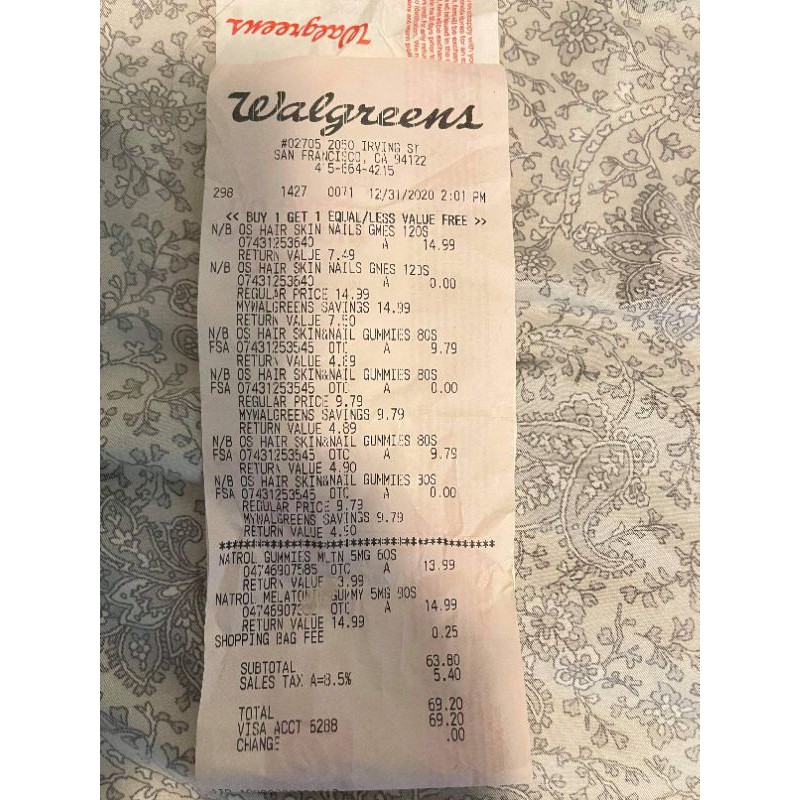 Walgreens
Walgreens
#02705 2050 IRVING ST
SAN FRANCISCO, CA 94122
415-664-4215
298 1427 0071 12/31/2020 2:01 PM
<< BUY 1 GET 1 EQUAL/LESS VALUE FREE >>
N/B OS HAIR SKIN NAILS GMES 120S
07431253640 A 14.99
RETURN VALUE 7.49
N/B OS HAIR SKIN NAILS GMES 120S
07431253640 A 0.00
REGULAR PRICE 14.99
MYWALGREENS SAVINGS 14.99
RETURN VALUE 7.50
N/B OS HAIR SKIN&NAIL GUMMIES 80S
FSA 07431253545 OTC A 9.79
RETURN VALUE 4.89
N/B OS HAIR SKIN&NAIL GUMMIES 80S
FSA 07431253545 OTC A 0.00
REGULAR PRICE 9.79
MYWALGREENS SAVINGS 9.79
RETURN VALUE 4.89
N/B OS HAIR SKIN&NAIL GUMMIES 80S
FSA 07431253545 OTC A 9.79
RETURN VALUE 4.90
N/B OS HAIR SKIN&NAIL GUMMIES 80S
FSA 07431253545 OTC A 0.00
REGULAR PRICE 9.79
MYWALGREENS SAVINGS 9.79
RETURN VALUE 4.90
NATROL GUMMIES MLTN 5MG 60S
04746907585 OTC A 13.99
RETURN VALUE 13.99
NATROL MELATONIN GUMMY 5MG 90S
OTC A 14.99
RETURN VALUE 14.99
SHOPPING BAG FEE 0.25
SUBTOTAL 63.80
SALES TAX A=8.5% 5.40
TOTAL 69.20
VISA ACCT 5288 69.20
CHANGE .00